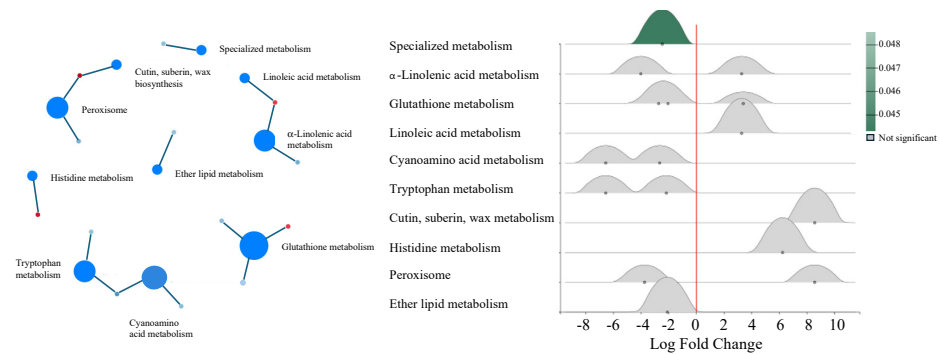 Specialized metabolism
Cutin, suberin, wax
biosynthesis
Linoleic acid metabolism
Peroxisome
α-Linolenic acid
metabolism
Ether lipid metabolism
Histidine metabolism
Glutathione metabolism
Tryptophan
metabolism
Cyanoamino
acid metabolism
Specialized metabolism
α-Linolenic acid metabolism
Glutathione metabolism
Linoleic acid metabolism
Cyanoamino acid metabolism
Tryptophan metabolism
Cutin, suberin, wax metabolism
Histidine metabolism
Peroxisome
Ether lipid metabolism
-8 -6 -4 -2 0 2 4 6 8 10
Log Fold Change
0.048
0.047
0.046
0.045
Not significant